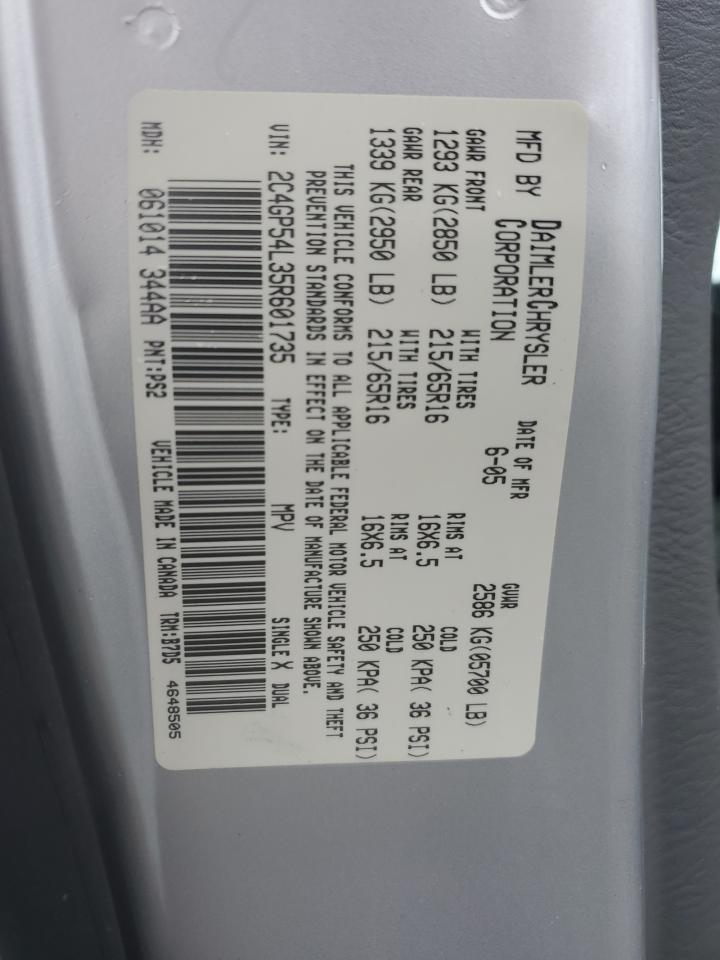 MFD BY DAIMLERCHRYSLER CORPORATION DATE OF MFR 6-05 GVWR 2586 KG(05700 LB)
GAWR FRONT WITH TIRES RIMS AT COLD
1293 KG(2850 LB) 215/65R16 16X6.5 250 KPA( 36 PSI)
GAWR REAR WITH TIRES RIMS AT COLD
1339 KG(2950 LB) 215/65R16 16X6.5 250 KPA( 36 PSI)
THIS VEHICLE CONFORMS TO ALL APPLICABLE FEDERAL MOTOR VEHICLE SAFETY AND THEFT
PREVENTION STANDARDS IN EFFECT ON THE DATE OF MANUFACTURE SHOWN ABOVE.
VIN: 2C4GP54L35R601735 TYPE: MPV SINGLE X DUAL
MDH: 061014 344AA PNT:PS2 VEHICLE MADE IN CANADA TRM:B7D5 4648505